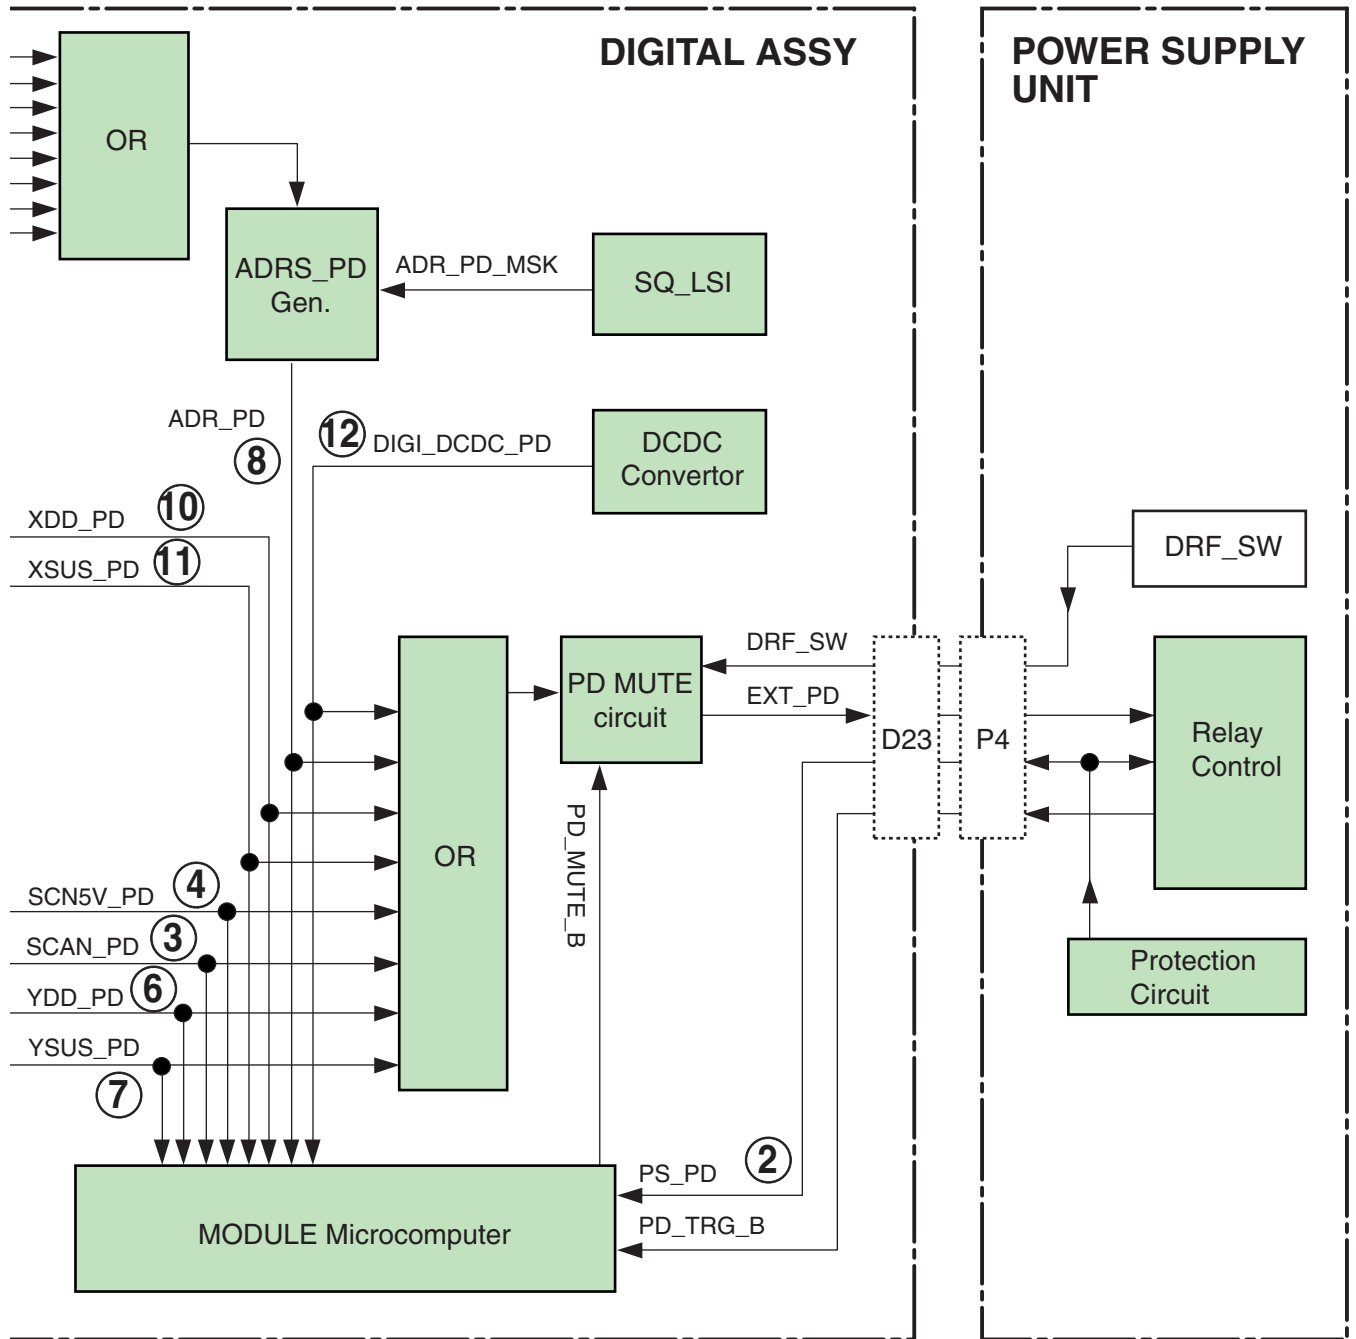 DIGITAL ASSY
POWER SUPPLY
UNIT
OR
ADRS_PD
Gen.
ADR_PD_MSK
SQ_LSI
ADR_PD
8
12
DIGI_DCDC_PD
DCDC
Convertor
XDD_PD
10
XSUS_PD
11
DRF_SW
PD MUTE
circuit
DRF_SW
EXT_PD
D23
P4
Relay
Control
OR
PD_MUTE_B
SCN5V_PD
4
SCAN_PD
3
YDD_PD
6
YSUS_PD
7
Protection
Circuit
2
PS_PD
PD_TRG_B
MODULE Microcomputer